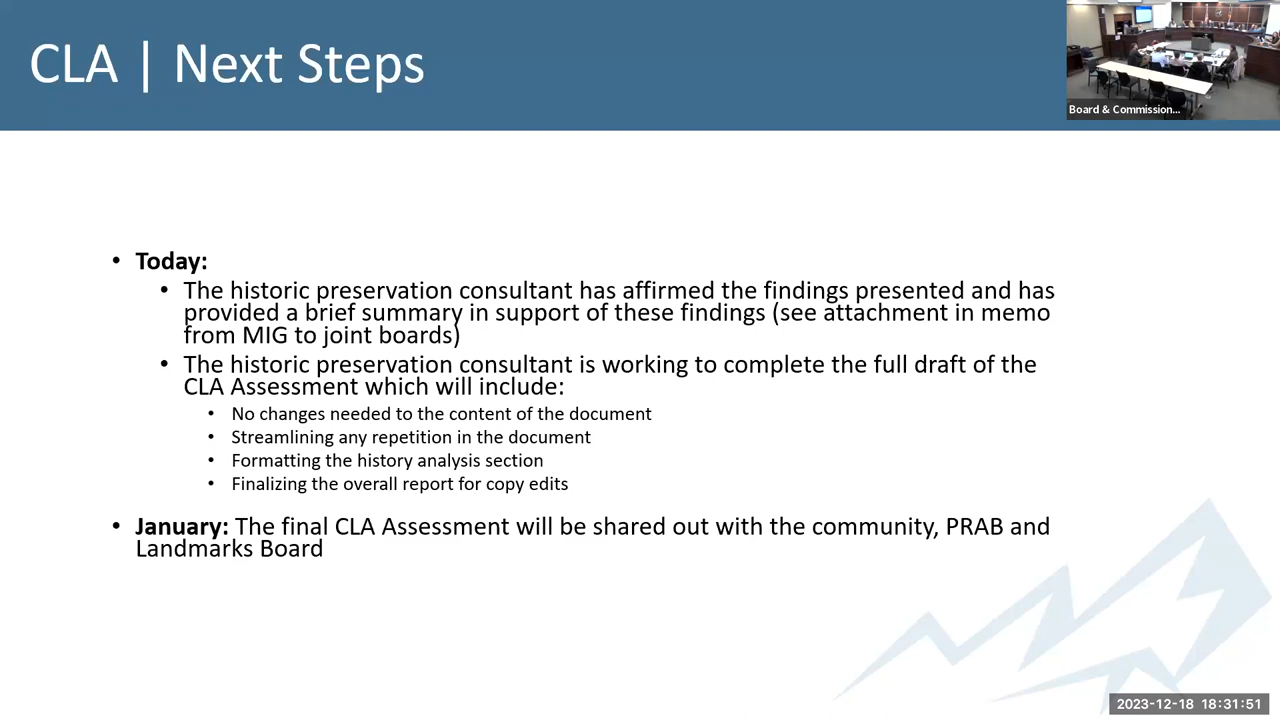 CLA | Next Steps
Board & Commission...
• Today:
• The historic preservation consultant has affirmed the findings presented and has
provided a brief summary in support of these findings (see attachment in memo
from MIG to joint boards)
• The historic preservation consultant is working to complete the full draft of the
CLA Assessment which will include:
• No changes needed to the content of the document
• Streamlining any repetition in the document
• Formatting the history analysis section
• Finalizing the overall report for copy edits
• January: The final CLA Assessment will be shared out with the community, PRAB and
Landmarks Board
2023-12-18 18:31:51